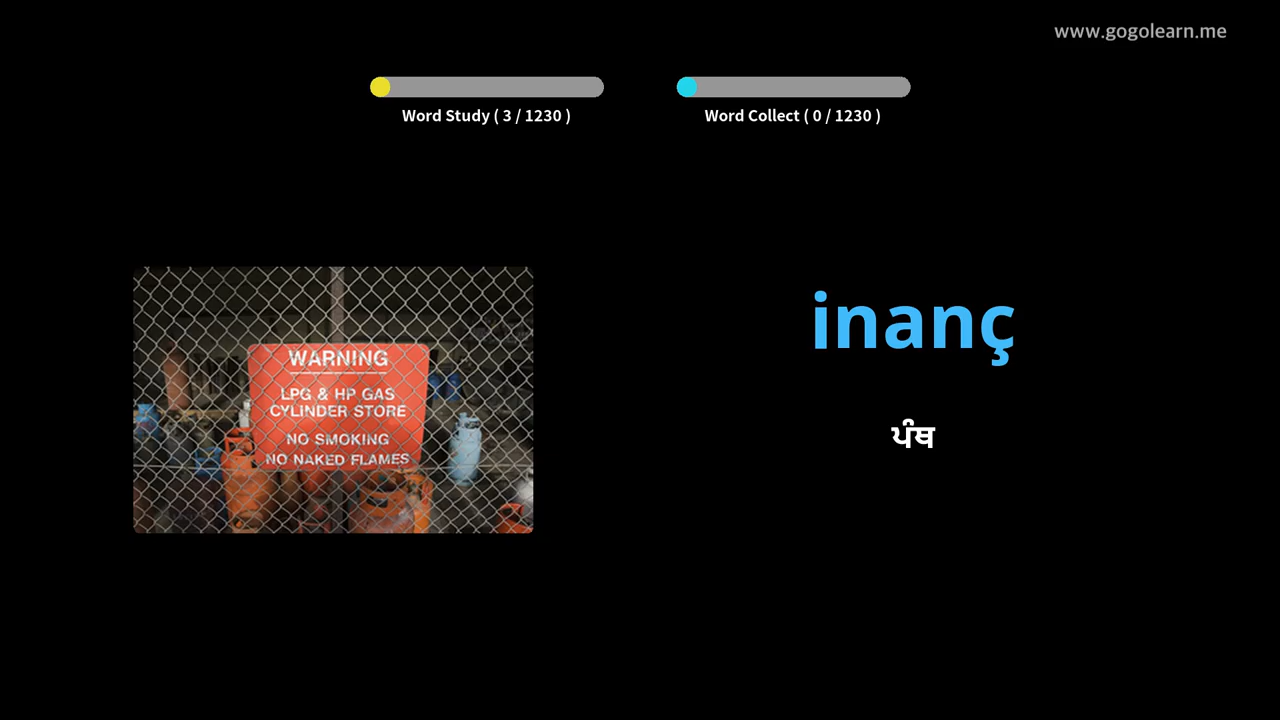 www.gogolearn.me
Word Study ( 3 / 1230 )
Word Collect ( 0 / 1230 )
WARNING
LPG & HP GAS
CYLINDER STORE
NO SMOKING
NO NAKED FLAMES
inanç
ਪੰਥ